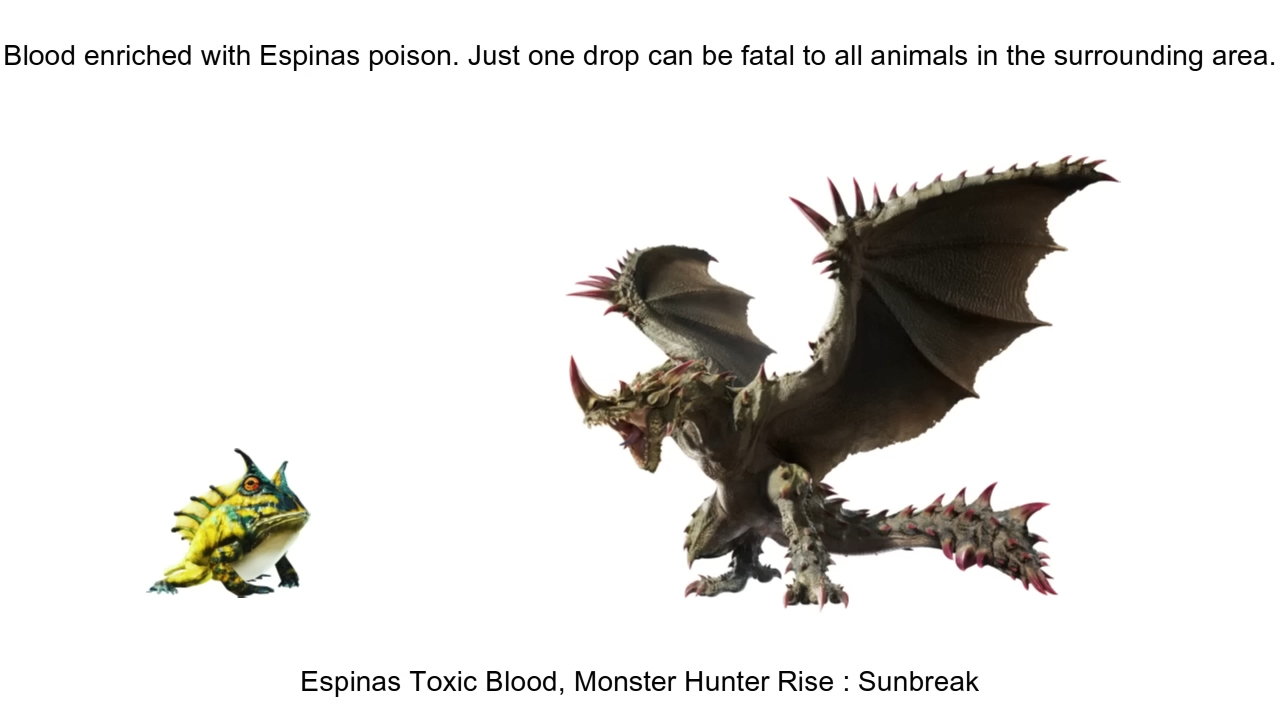 Blood enriched with Espinas poison. Just one drop can be fatal to all animals in the surrounding area.
Espinas Toxic Blood, Monster Hunter Rise : Sunbreak